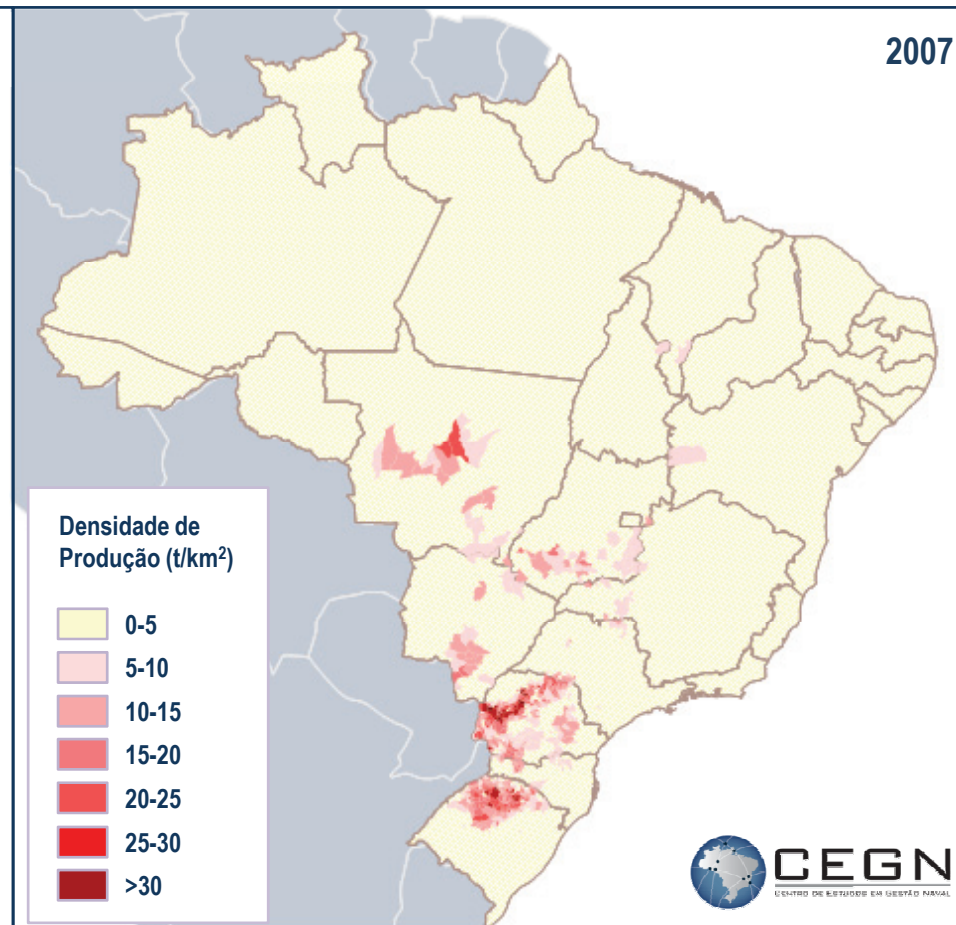 2007
Densidade de
Produção (t/km²)
0-5
5-10
10-15
15-20
20-25
25-30
>30
CEGN
CENTRO DE ESTUDOS EM GESTÃO NAVAL